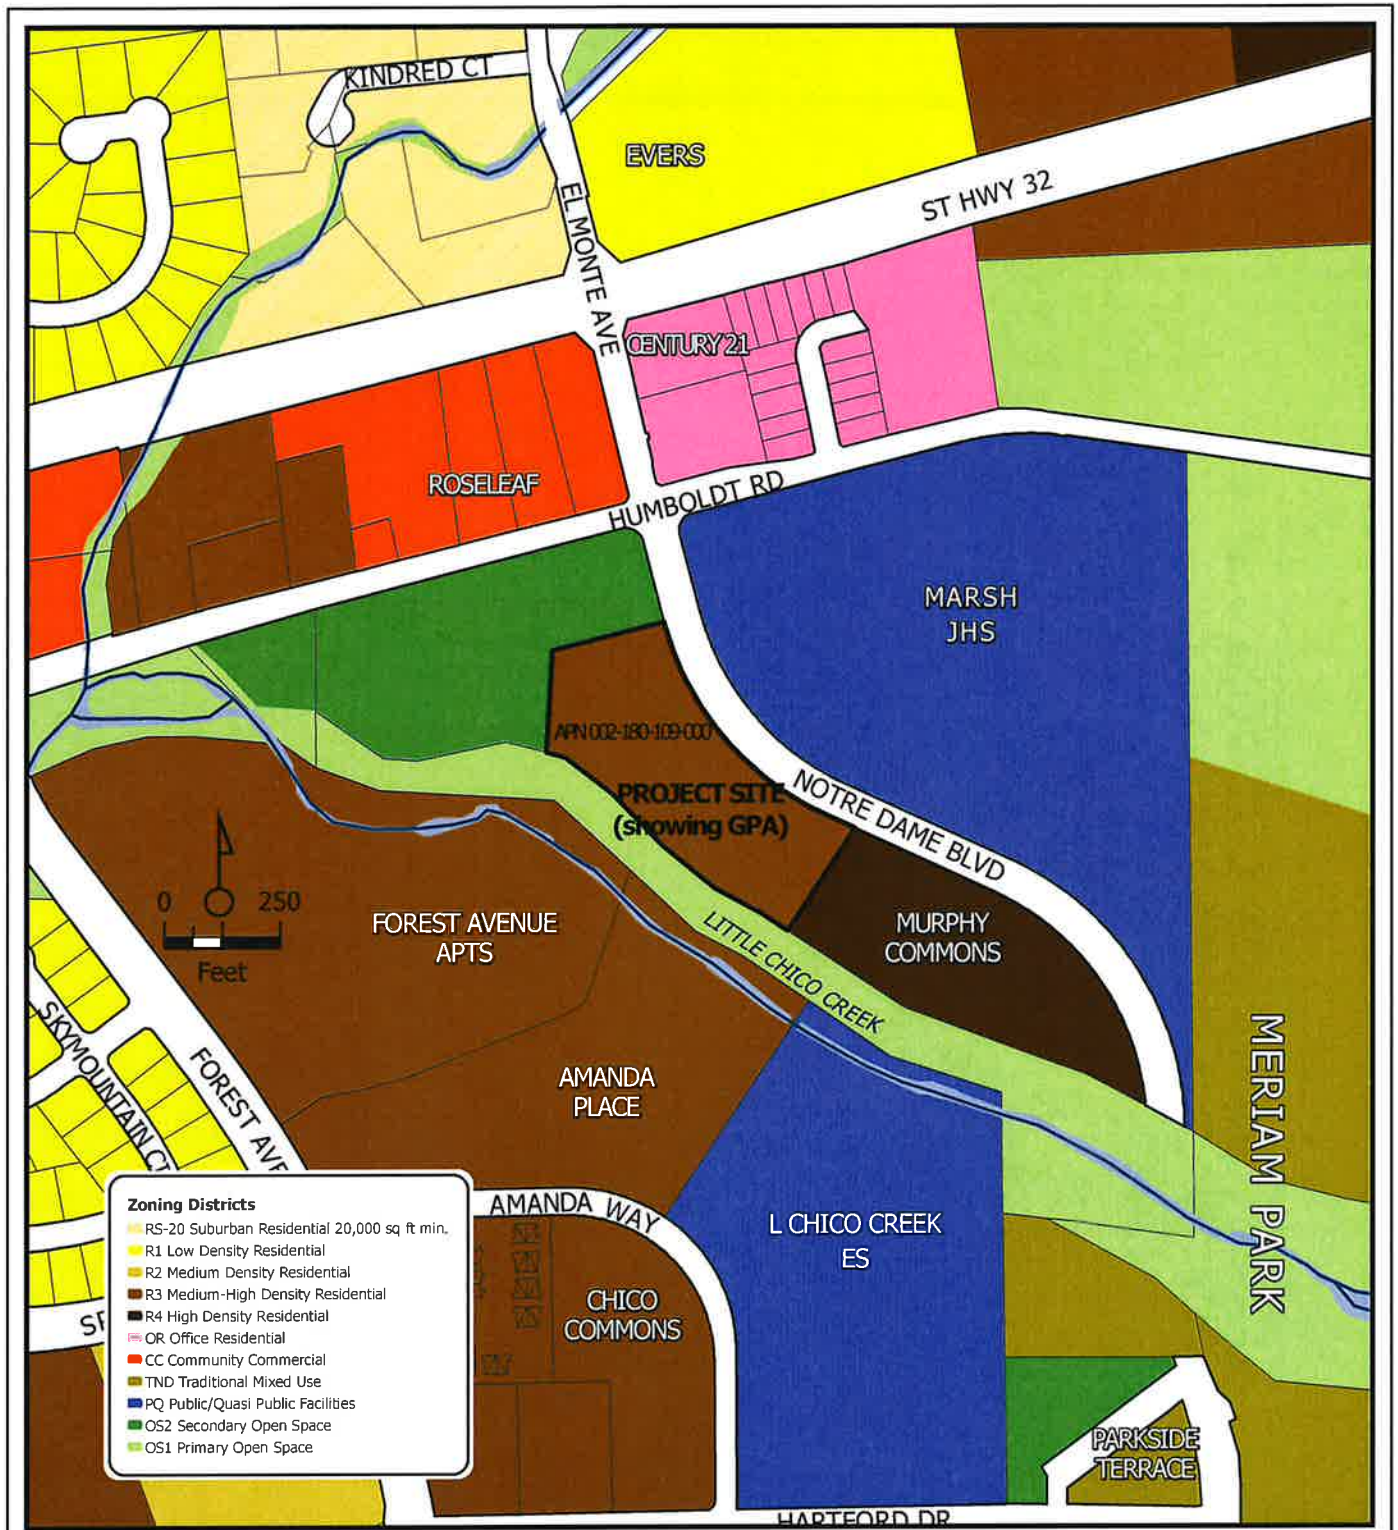 KINDRED CT
EVERS
ST HWY 32
EL MONTE AVE
CENTURY 21
ROSELEAF
HUMBOLDT RD
MARSH
JHS
APN 002-180-109-000
PROJECT SITE
(showing GPA)
NOTRE DAME BLVD
0 250
Feet
FOREST AVENUE
APTS
MURPHY
COMMONS
LITTLE CHICO CREEK
SKYMOUNTAIN CT
FOREST AVE
AMANDA
PLACE
MERIAM PARK
AMANDA WAY
L CHICO CREEK
ES
CHICO
COMMONS
Zoning Districts
RS-20 Suburban Residential 20,000 sq ft min.
R1 Low Density Residential
R2 Medium Density Residential
R3 Medium-High Density Residential
R4 High Density Residential
OR Office Residential
CC Community Commercial
TND Traditional Mixed Use
PQ Public/Quasi Public Facilities
OS2 Secondary Open Space
OS1 Primary Open Space
PARKSIDE
TERRACE
HARTFORD DR